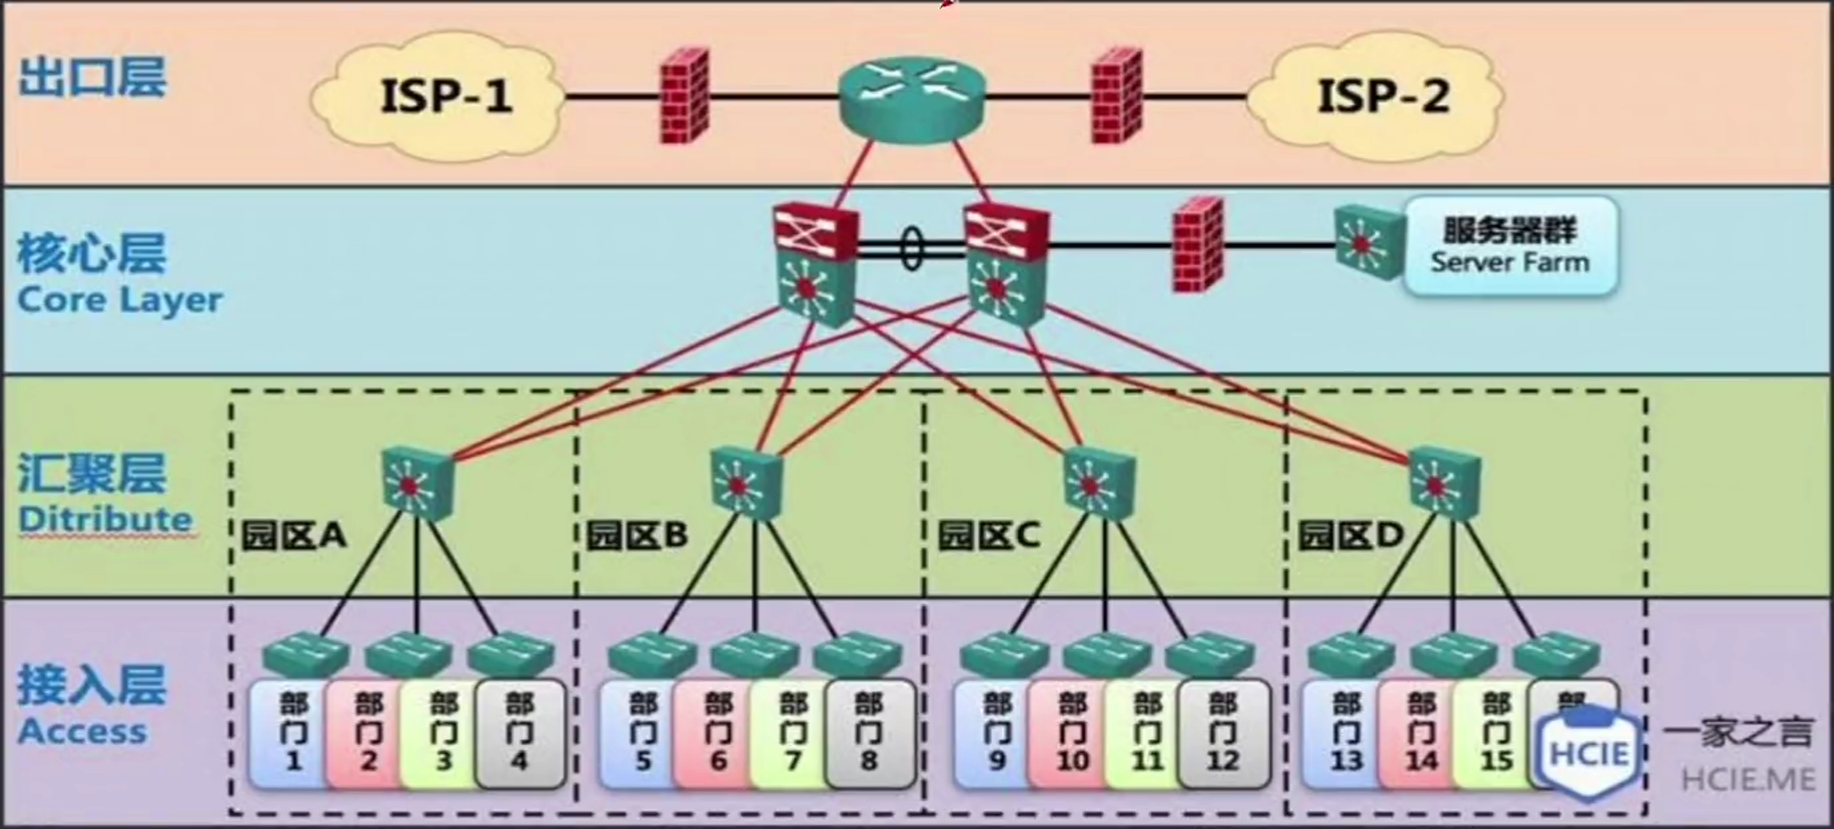 出口层
ISP-1
ISP-2
核心层
Core Layer
服务器群
Server Farm
汇聚层
Ditribute
园区A
园区B
园区C
园区D
接入层
Access
部门1
部门2
部门3
部门4
部门5
部门6
部门7
部门8
部门9
部门10
部门11
部门12
部门13
部门14
部门15
部
HCIE
一家之言
HCIE.ME